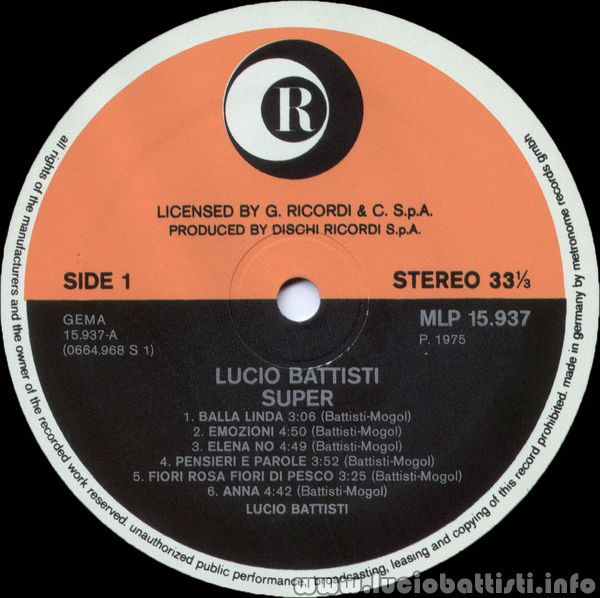 R
LICENSED BY G. RICORDI & C. S.p.A.
PRODUCED BY DISCHI RICORDI S.p.A.
SIDE 1
STEREO 33⅓
GEMA
15.937-A
(0664.968 S 1)
MLP 15.937
P. 1975
LUCIO BATTISTI
SUPER
1. BALLA LINDA 3:06 (Battisti-Mogol)
2. EMOZIONI 4:50 (Battisti-Mogol)
3. ELENA NO 4:49 (Battisti-Mogol)
4. PENSIERI E PAROLE 3:52 (Battisti-Mogol)
5. FIORI ROSA FIORI DI PESCO 3:25 (Battisti-Mogol)
6. ANNA 4:42 (Battisti-Mogol)
LUCIO BATTISTI
all rights of the manufacturers and the owner of the recorded work reserved. unauthorized public performance, broadcasting, leasing and copying of this record prohibited. made in germany by metronome records gmbh
www.luciobattisti.info